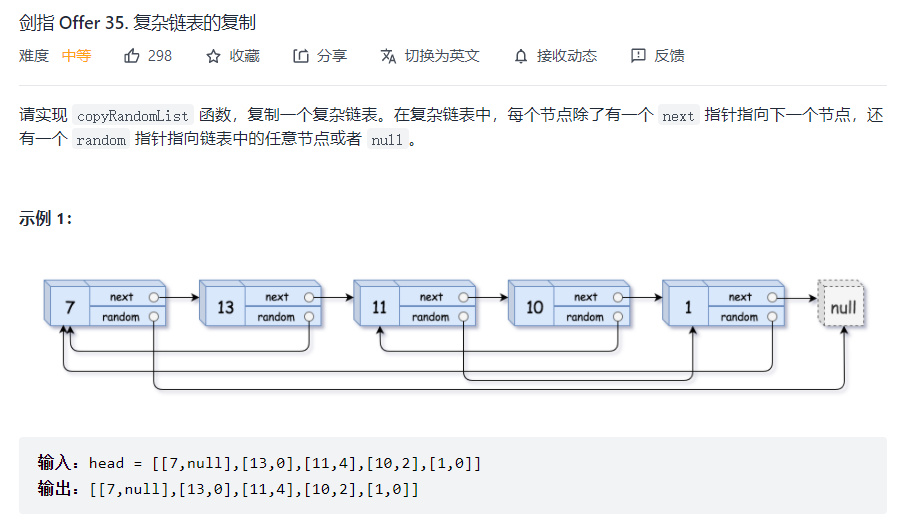 剑指 Offer 35. 复杂链表的复制
难度 中等 298 收藏 分享 切换为英文 接收动态 反馈
请实现 copyRandomList 函数，复制一个复杂链表。在复杂链表中，每个节点除了有一个 next 指针指向下一个节点，还
有一个 random 指针指向链表中的任意节点或者 null 。
示例 1：
7 next random 13 next random 11 next random 10 next random 1 next random null
输入：head = [[7,null],[13,0],[11,4],[10,2],[1,0]]
输出：[[7,null],[13,0],[11,4],[10,2],[1,0]]